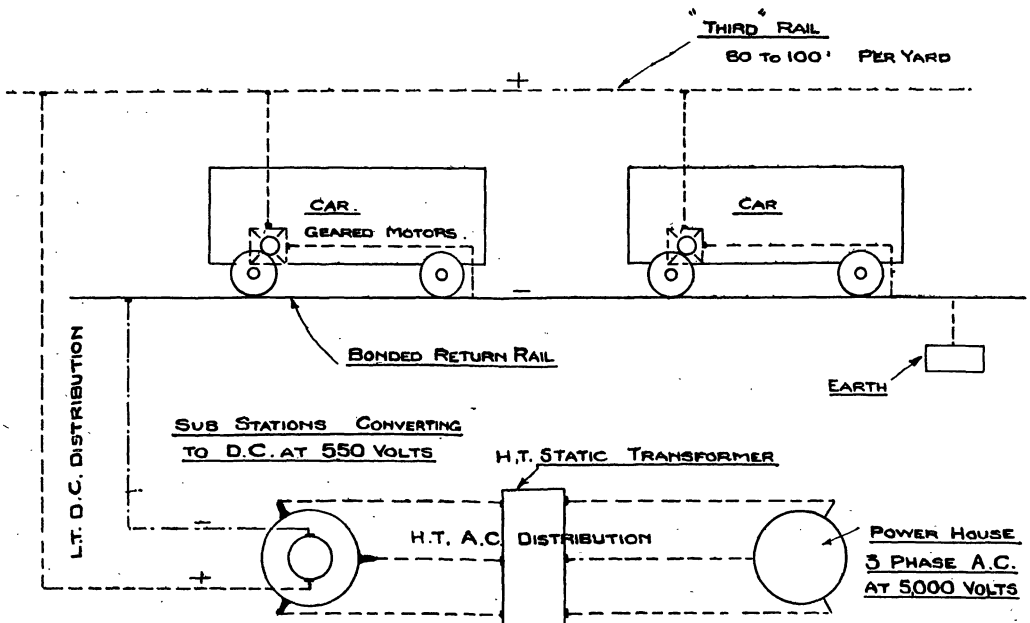 "THIRD" RAIL
80 TO 100' PER YARD
+
CAR.
GEARED MOTORS.
CAR
−
BONDED RETURN RAIL
EARTH
L.T. D.C. DISTRIBUTION
SUB STATIONS CONVERTING
TO D.C. AT 550 VOLTS
H.T. STATIC TRANSFORMER
−
H.T. A.C. DISTRIBUTION
+
POWER HOUSE
3 PHASE A.C.
AT 5,000 VOLTS